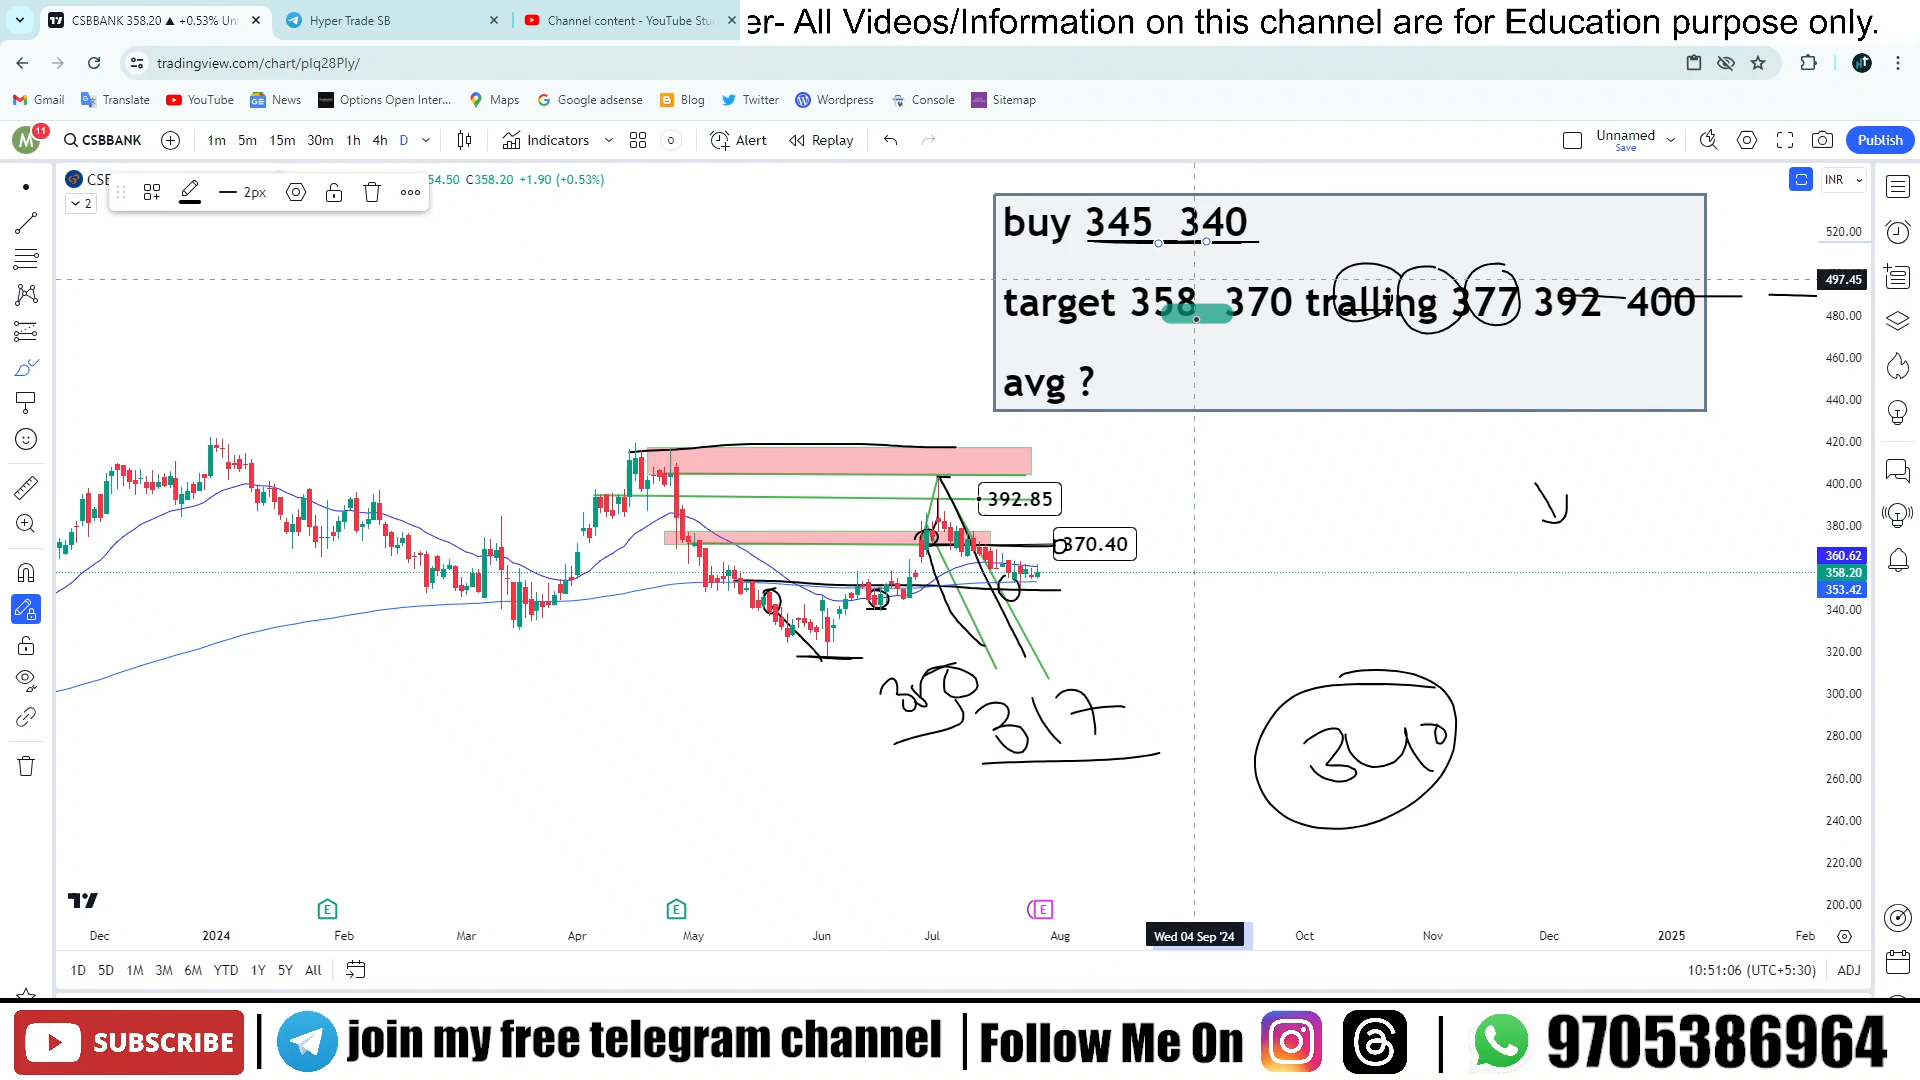 CSBBANK 358.20 ▲ +0.53% Un
Hyper Trade SB
Channel content - YouTube Stu
er- All Videos/Information on this channel are for Education purpose only.
tradingview.com/chart/plq28Ply/
Gmail Translate YouTube News Options Open Inter... Maps Google adsense Blog Twitter Wordpress Console Sitemap
M 11 CSBBANK 1m 5m 15m 30m 1h 4h D Indicators Alert Replay Unnamed Save Publish
CSB 2px 54.50 C358.20 +1.90 (+0.53%) INR
2
buy 345 340
target 358 370 tralling 377 392 400
avg ?
520.00
497.45
480.00
460.00
440.00
420.00
400.00
380.00
360.62
358.20
353.42
340.00
320.00
300.00
280.00
260.00
240.00
220.00
200.00
392.85
370.40
350
317
340
E E E
Dec 2024 Feb Mar Apr May Jun Jul Aug Wed 04 Sep '24 Oct Nov Dec 2025 Feb
1D 5D 1M 3M 6M YTD 1Y 5Y All 10:51:06 (UTC+5:30) ADJ
SUBSCRIBE | join my free telegram channel | Follow Me On | 9705386964